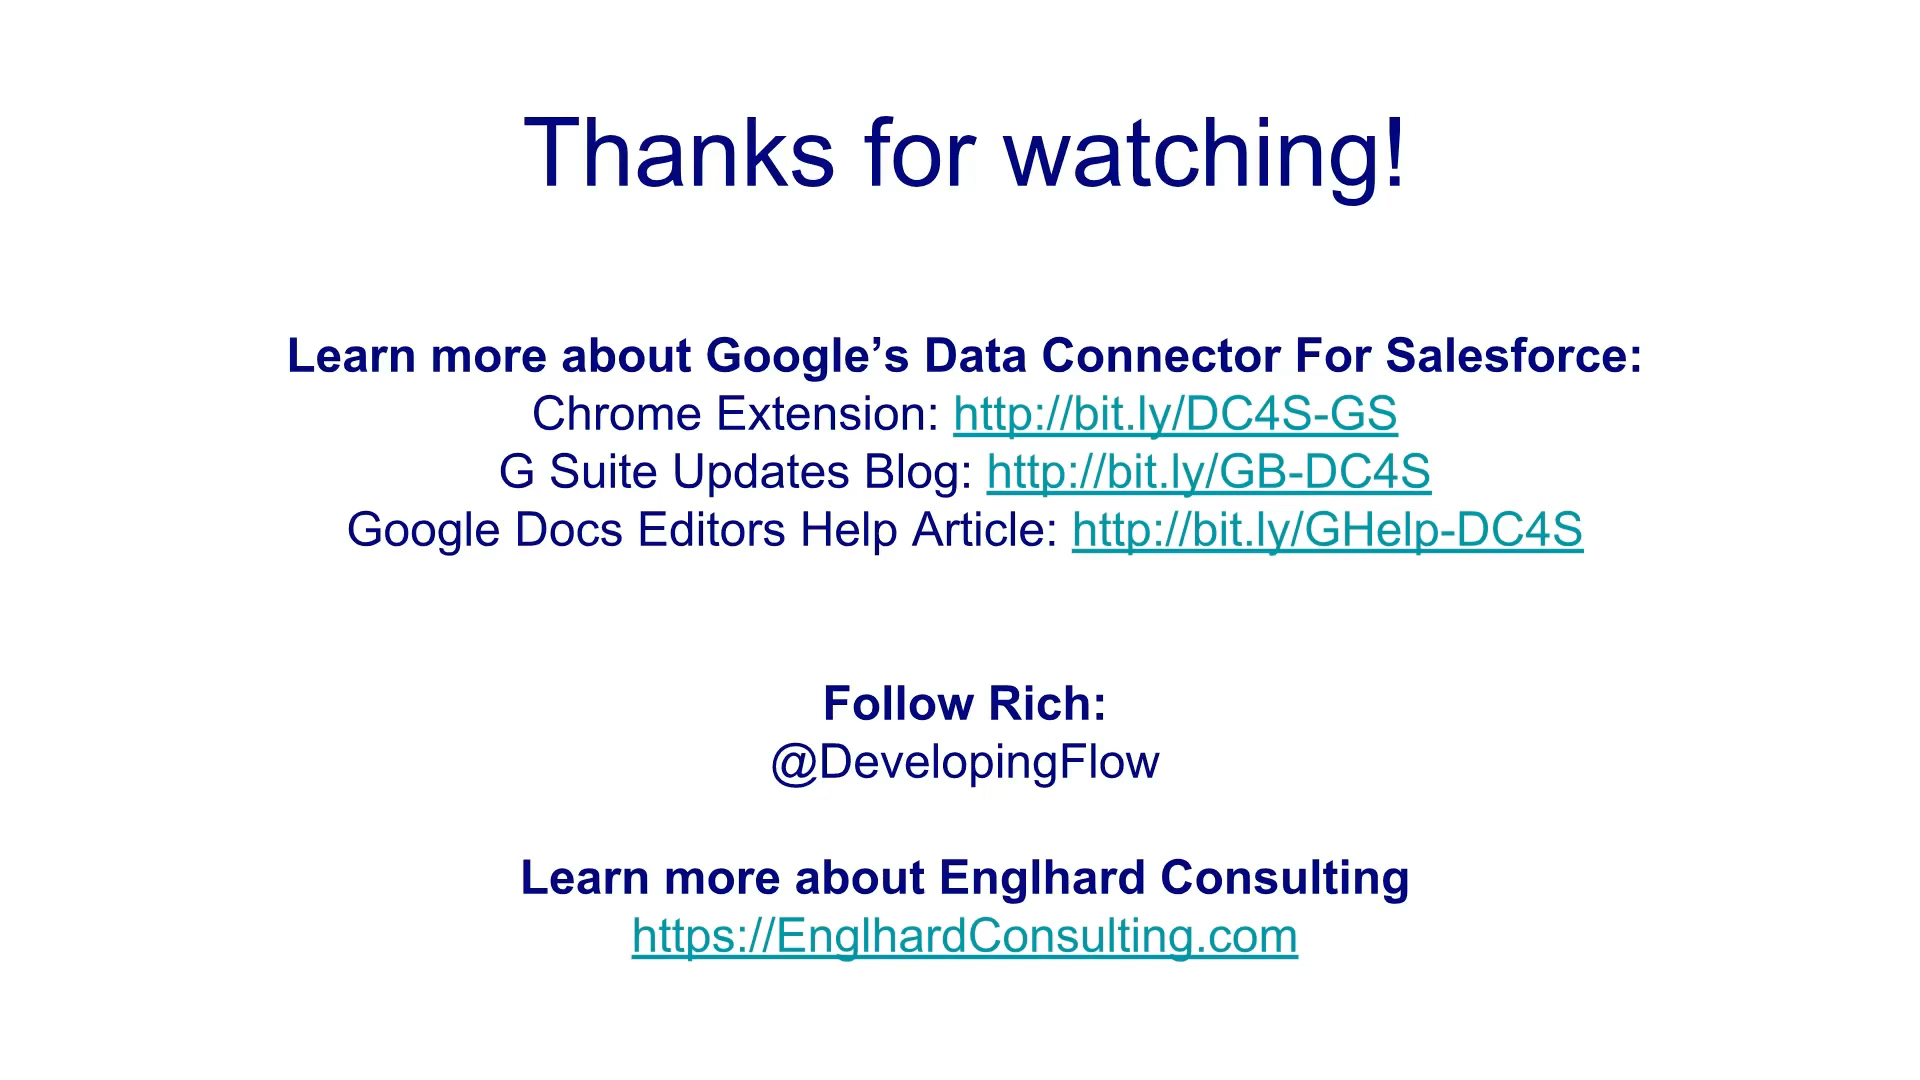 Thanks for watching!
Learn more about Google’s Data Connector For Salesforce:
Chrome Extension: http://bit.ly/DC4S-GS
G Suite Updates Blog: http://bit.ly/GB-DC4S
Google Docs Editors Help Article: http://bit.ly/GHelp-DC4S
Follow Rich:
@DevelopingFlow
Learn more about Englhard Consulting
https://EnglhardConsulting.com